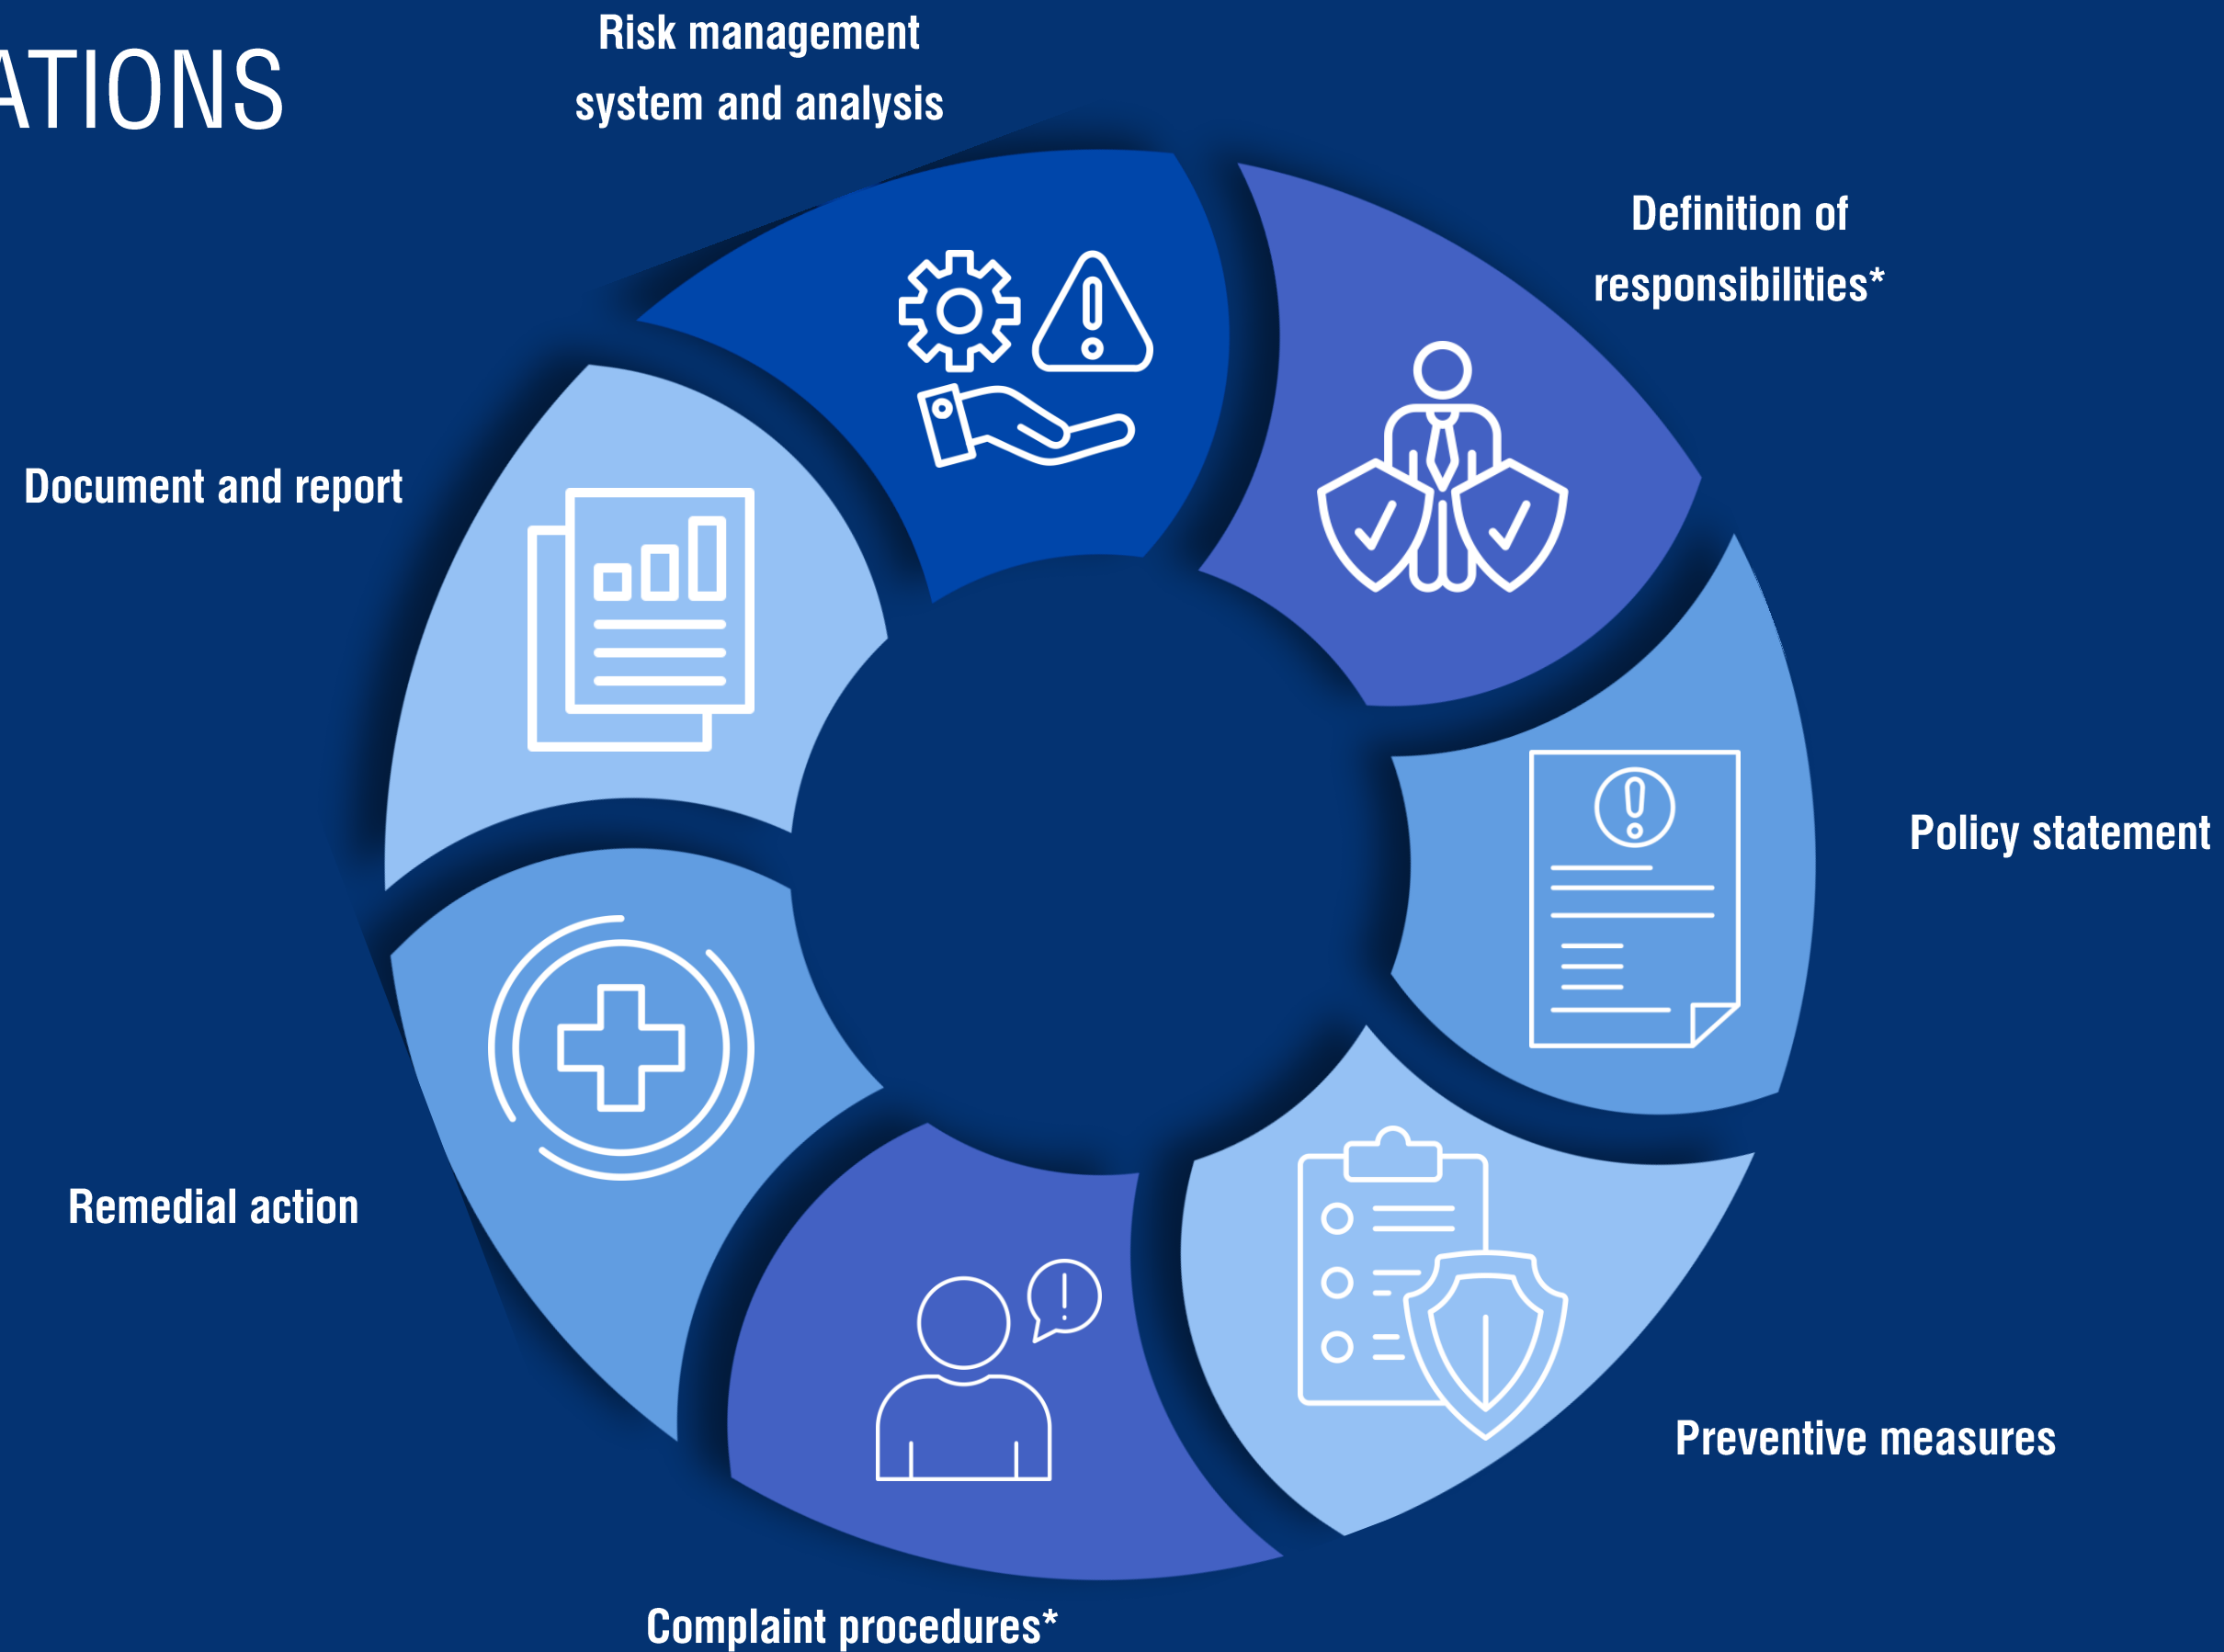 ATIONS
Risk management
system and analysis
Definition of
responsibilities*
Policy statement
Preventive measures
Complaint procedures*
Remedial action
Document and report